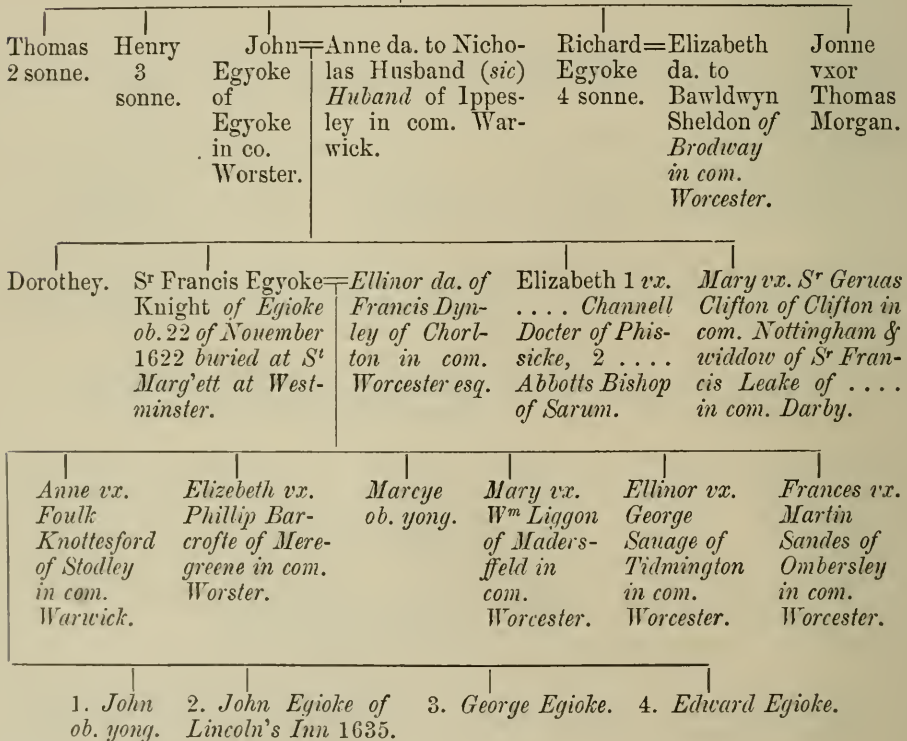 Thomas
2 sonne.
Henry
3
sonne.
John
Egyoke
of
Egyoke
in co.
Worster.
Anne da. to Nicho-
las Husband (sic)
Huband of Ippes-
ley in com. War-
wick.
Richard
Egyoke
4 sonne.
Elizabeth
da. to
Bawldwyn
Sheldon of
Brodway
in com.
Worcester.
Jonne
vxor
Thomas
Morgan.
Dorothey.
Sr Francis Egyoke
Knight of Egioke
ob. 22 of Nouember
1622 buried at St
Marg'ett at West-
minster.
Ellinor da. of
Francis Dyn-
ley of Chorl-
ton in com.
Worcester esq.
Elizabeth 1 vx.
. . . . Channell
Docter of Phis-
sicke, 2 . . . .
Abbotts Bishop
of Sarum.
Mary vx. Sr Geruas
Clifton of Clifton in
com. Nottingham &
widdow of Sr Fran-
cis Leake of . . . .
in com. Darby.
Anne vx.
Foulk
Knottesford
of Stodley
in com.
Warwick.
Elizebeth vx.
Phillip Bar-
crofte of Mere-
greene in com.
Worster.
Marcye
ob. yong.
Mary vx.
Wm Liggon
of Maders-
ffeld in
com.
Worcester.
Ellinor vx.
George
Sauage of
Tidmington
in com.
Worcester.
Frances vx.
Martin
Sandes of
Ombersley
in com.
Worcester.
1. John
ob. yong.
2. John Egioke of
Lincoln's Inn 1635.
3. George Egioke.
4. Edward Egioke.